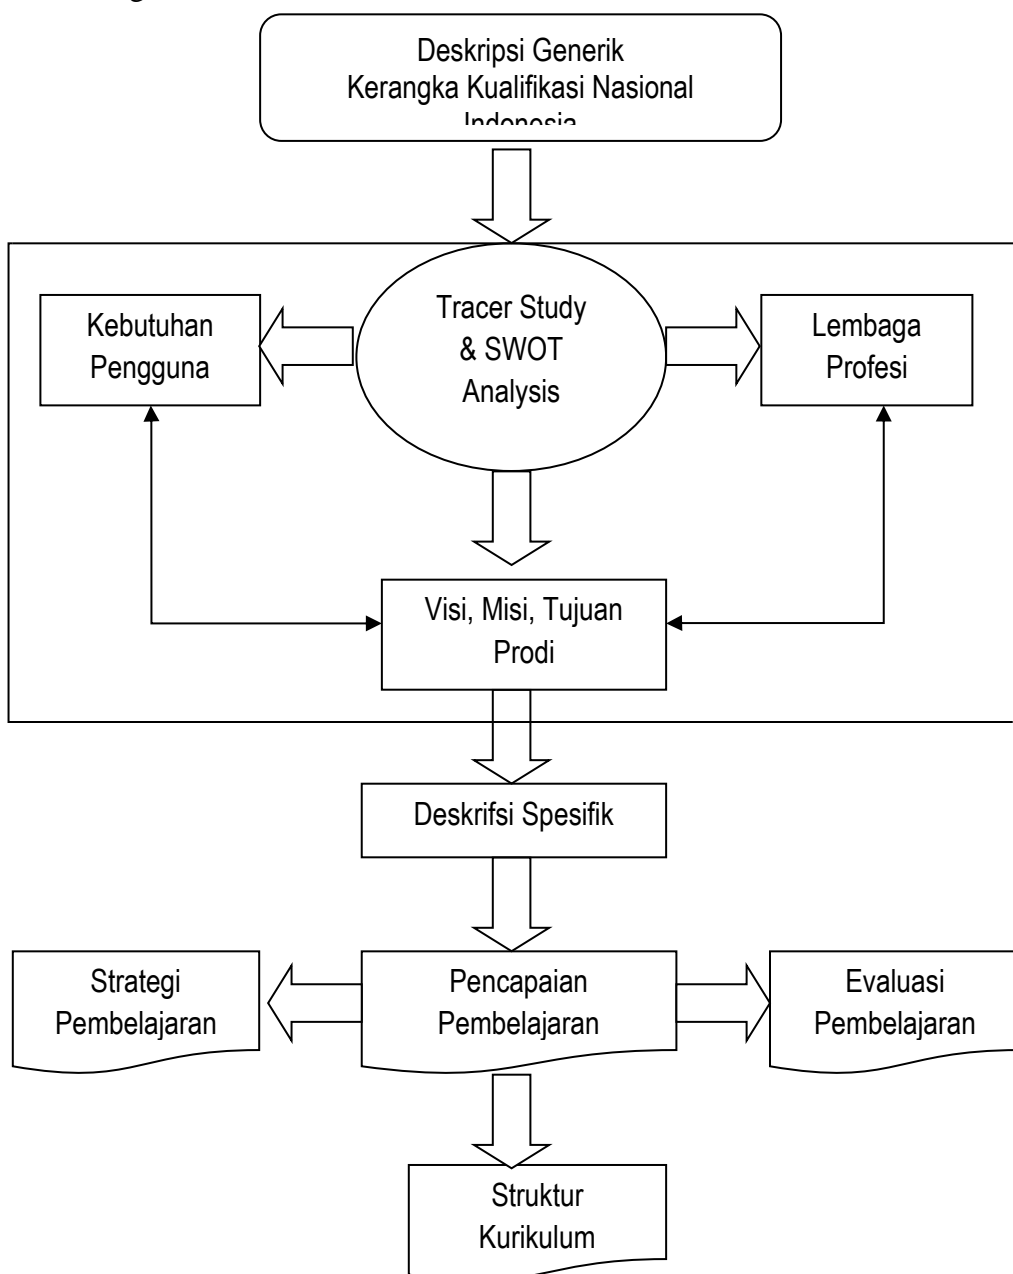 Deskripsi Generik
Kerangka Kualifikasi Nasional
Indonesia
Kebutuhan
Pengguna
Tracer Study
& SWOT
Analysis
Lembaga
Profesi
Visi, Misi, Tujuan
Prodi
Deskrifsi Spesifik
Strategi
Pembelajaran
Pencapaian
Pembelajaran
Evaluasi
Pembelajaran
Struktur
Kurikulum